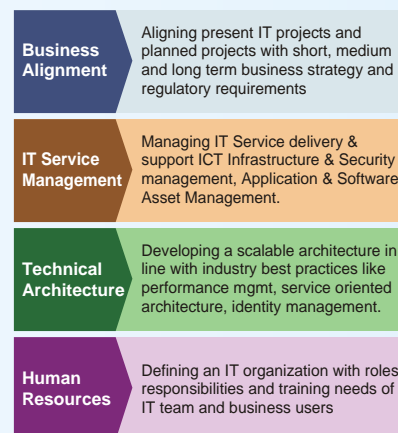 Business
Alignment
Aligning present IT projects and
planned projects with short, medium
and long term business strategy and
regulatory requirements
IT Service
Management
Managing IT Service delivery &
support ICT Infrastructure & Security
management, Application & Software
Asset Management.
Technical
Architecture
Developing a scalable architecture in
line with industry best practices like
performance mgmt, service oriented
architecture, identity management.
Human
Resources
Defining an IT organization with roles
responsibilities and training needs of
IT team and business users